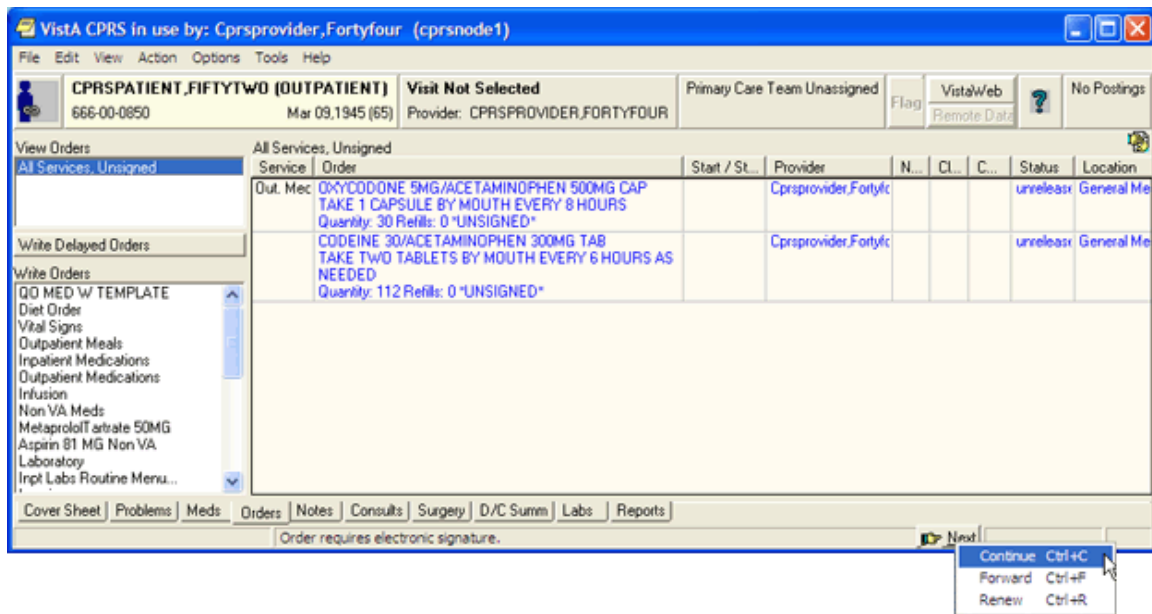 VistA CPRS in use by: Cprsprovider,Fortyfour (cprsnode1)
File Edit View Action Options Tools Help
CPRSPATIENT,FIFTYTWO (OUTPATIENT)
666-00-0850 Mar 09,1945 (65)
Visit Not Selected
Provider: CPRSPROVIDER,FORTYFOUR
Primary Care Team Unassigned
Flag
VistaWeb
Remote Data
?
No Postings
View Orders
All Services, Unsigned
Write Delayed Orders
Write Orders
QO MED W TEMPLATE
Diet Order
Vital Signs
Outpatient Meals
Inpatient Medications
Outpatient Medications
Infusion
Non VA Meds
MetaprololTartrate 50MG
Aspirin 81 MG Non VA
Laboratory
Inpt Labs Routine Menu...
All Services, Unsigned
Service Order Start / St... Provider N... Cl... C... Status Location
Out. Mec OXYCODONE 5MG/ACETAMINOPHEN 500MG CAP Cprsprovider,Fortyfc unrelease General Me
TAKE 1 CAPSULE BY MOUTH EVERY 8 HOURS
Quantity: 30 Refills: 0 *UNSIGNED*
CODEINE 30/ACETAMINOPHEN 300MG TAB Cprsprovider,Fortyfc unrelease General Me
TAKE TWO TABLETS BY MOUTH EVERY 6 HOURS AS
NEEDED
Quantity: 112 Refills: 0 *UNSIGNED*
Cover Sheet Problems Meds Orders Notes Consults Surgery D/C Summ Labs Reports
Order requires electronic signature.
Next
Continue Ctrl+C
Forward Ctrl+F
Renew Ctrl+R